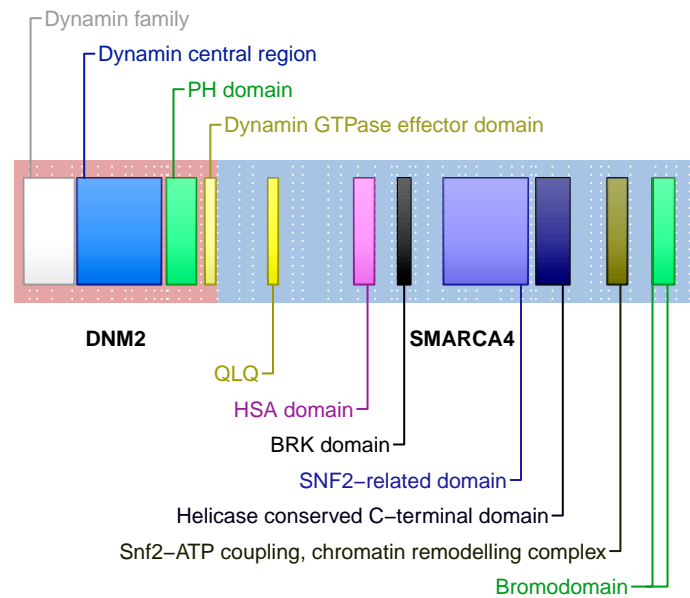 Dynamin family
Dynamin central region
PH domain
Dynamin GTPase effector domain
DNM2
SMARCA4
QLQ
HSA domain
BRK domain
SNF2−related domain
Helicase conserved C−terminal domain
Snf2−ATP coupling, chromatin remodelling complex
Bromodomain